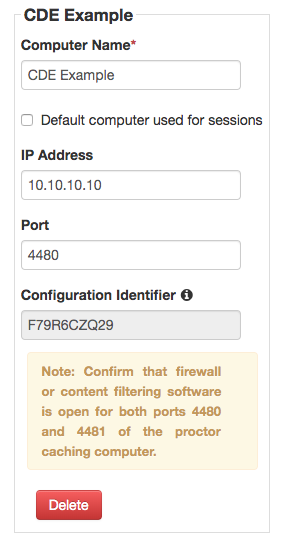 CDE Example
Computer Name*
CDE Example
Default computer used for sessions
IP Address
10.10.10.10
Port
4480
Configuration Identifier
F79R6CZQ29
Note: Confirm that firewall
or content filtering software
is open for both ports 4480
and 4481 of the proctor
caching computer.
Delete